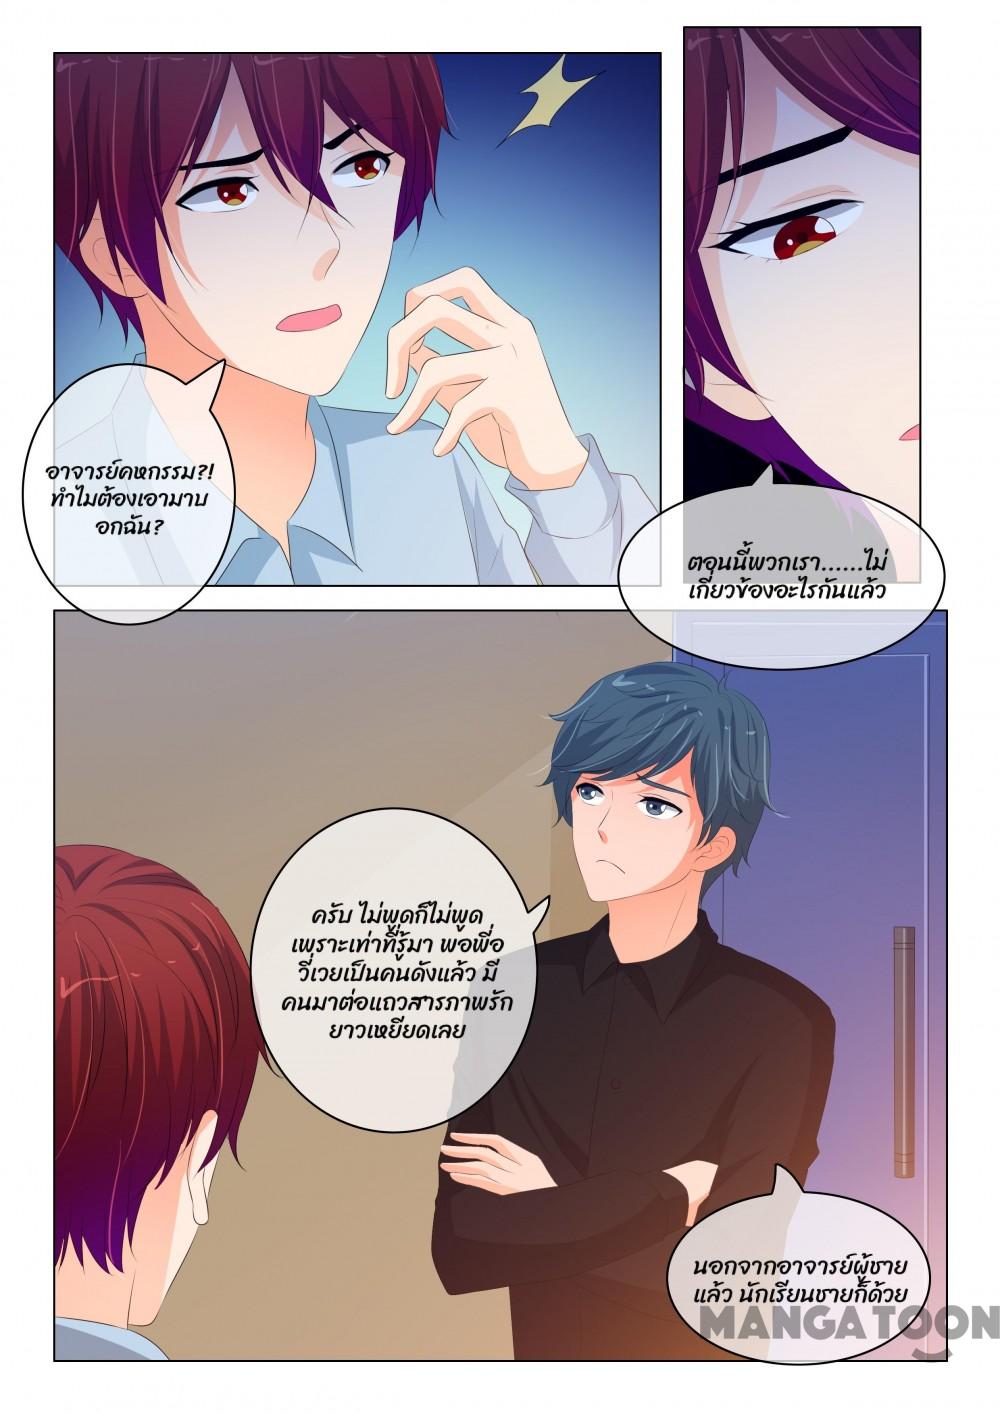 อาจารย์คหกรรม?!
ทำไมต้องเอามาบ
อกฉัน?
ตอนนี้พวกเรา......ไม่
เกี่ยวข้องอะไรกันแล้ว
ครับ ไม่พูดก็ไม่พูด
เพราะเท่าที่รู้มา พอพี่อ
วี่เวยเป็นคนดังแล้ว มี
คนมาต่อแถวสารภาพรัก
ยาวเหยียดเลย
นอกจากอาจารย์ผู้ชาย
แล้ว นักเรียนชายก็ด้วย
MANGATOON